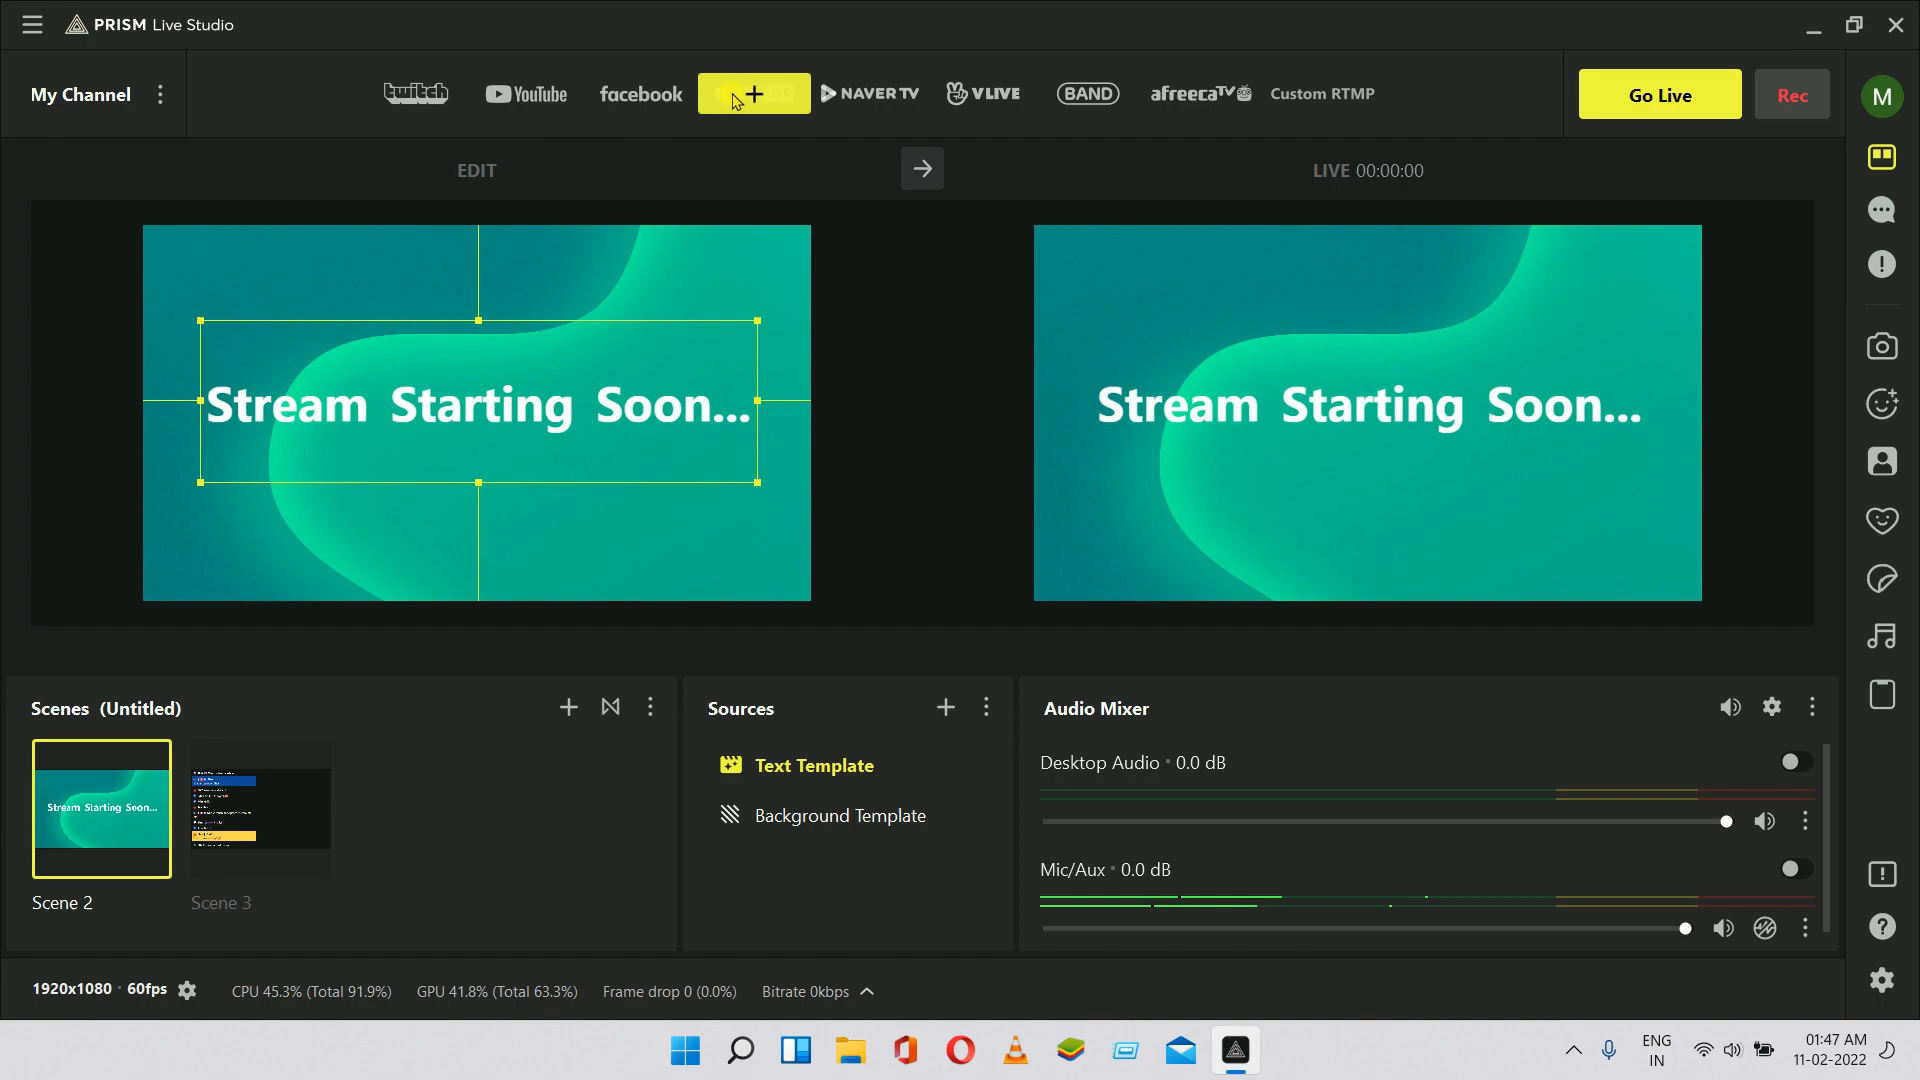 PRISM Live Studio
My Channel
twitch YouTube facebook NAVER TV VLIVE BAND afreecaTV Custom RTMP
Go Live Rec M
EDIT LIVE 00:00:00
Stream Starting Soon...
Stream Starting Soon...
Scenes (Untitled)
Stream Starting Soon...
Scene 2 Scene 3
Sources
Text Template
Background Template
Audio Mixer
Desktop Audio • 0.0 dB
Mic/Aux • 0.0 dB
1920x1080 • 60fps CPU 45.3% (Total 91.9%) GPU 41.8% (Total 63.3%) Frame drop 0 (0.0%) Bitrate 0kbps
ENG
IN
01:47 AM
11-02-2022